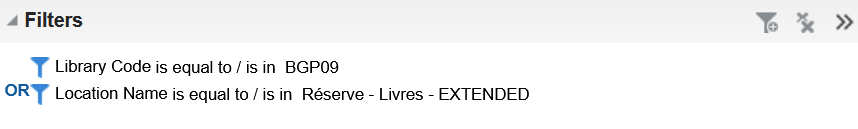 Filters
Library Code is equal to / is in BGP09
OR Location Name is equal to / is in Réserve - Livres - EXTENDED